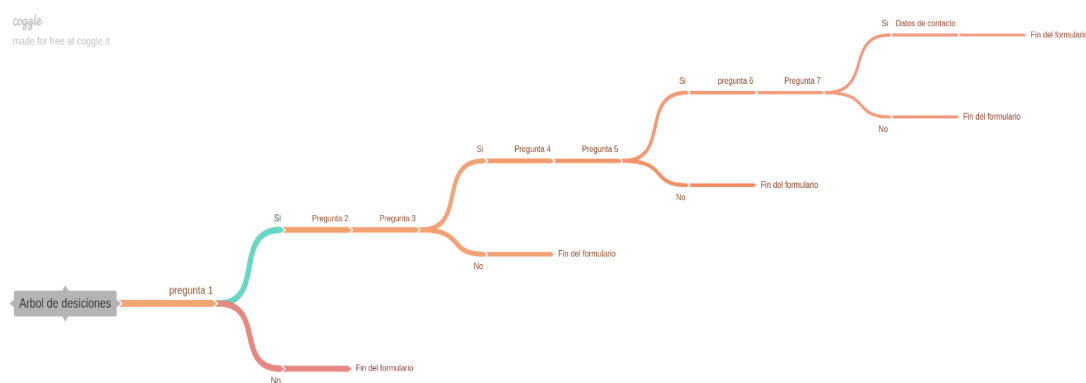 coggle
made for free at coggle.it
Si Datos de contacto
Fin del formulario
Si pregunta 6 Pregunta 7
Fin del formulario
No
Si Pregunta 4 Pregunta 5
Fin del formulario
No
Si Pregunta 2 Pregunta 3
Fin del formulario
No
pregunta 1
Arbol de desiciones
Fin del formulario
No